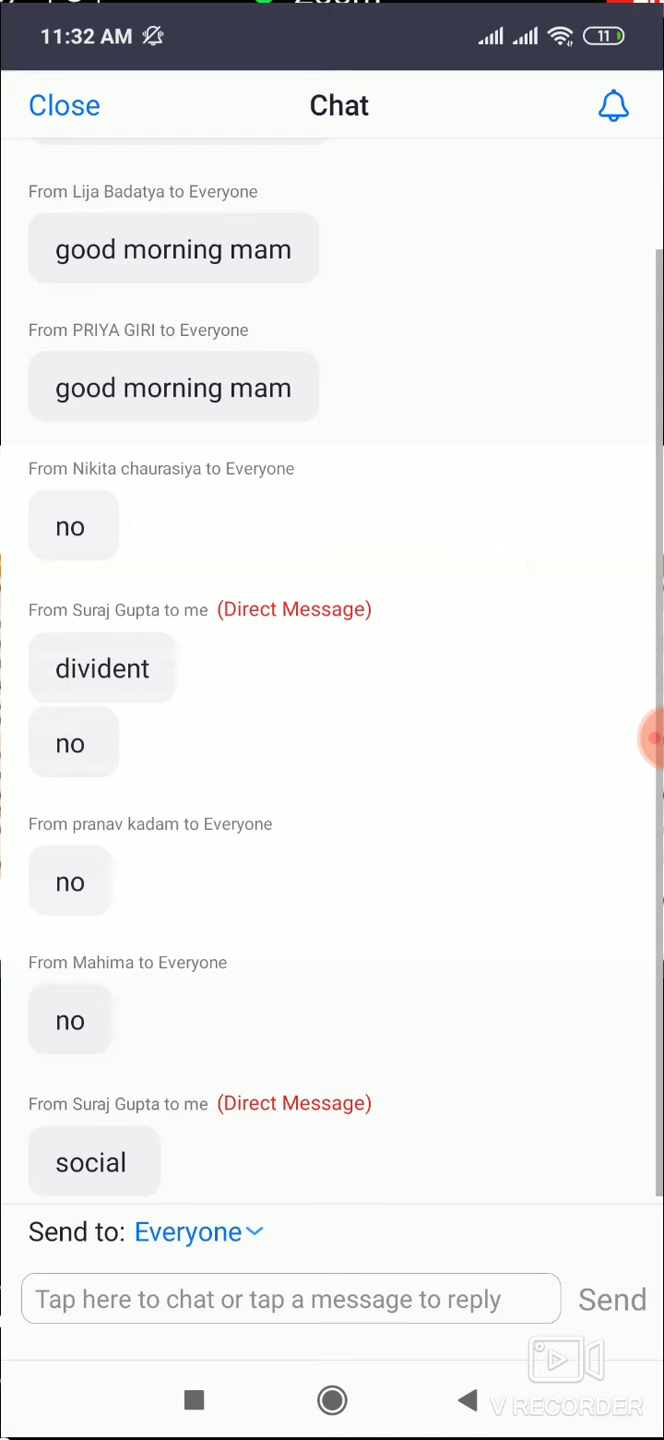 11:32 AM
11
Close
Chat
From Lija Badatya to Everyone
good morning mam
From PRIYA GIRI to Everyone
good morning mam
From Nikita chaurasiya to Everyone
no
From Suraj Gupta to me (Direct Message)
divident
no
From pranav kadam to Everyone
no
From Mahima to Everyone
no
From Suraj Gupta to me (Direct Message)
social
Send to: Everyone
Tap here to chat or tap a message to reply
Send
V RECORDER